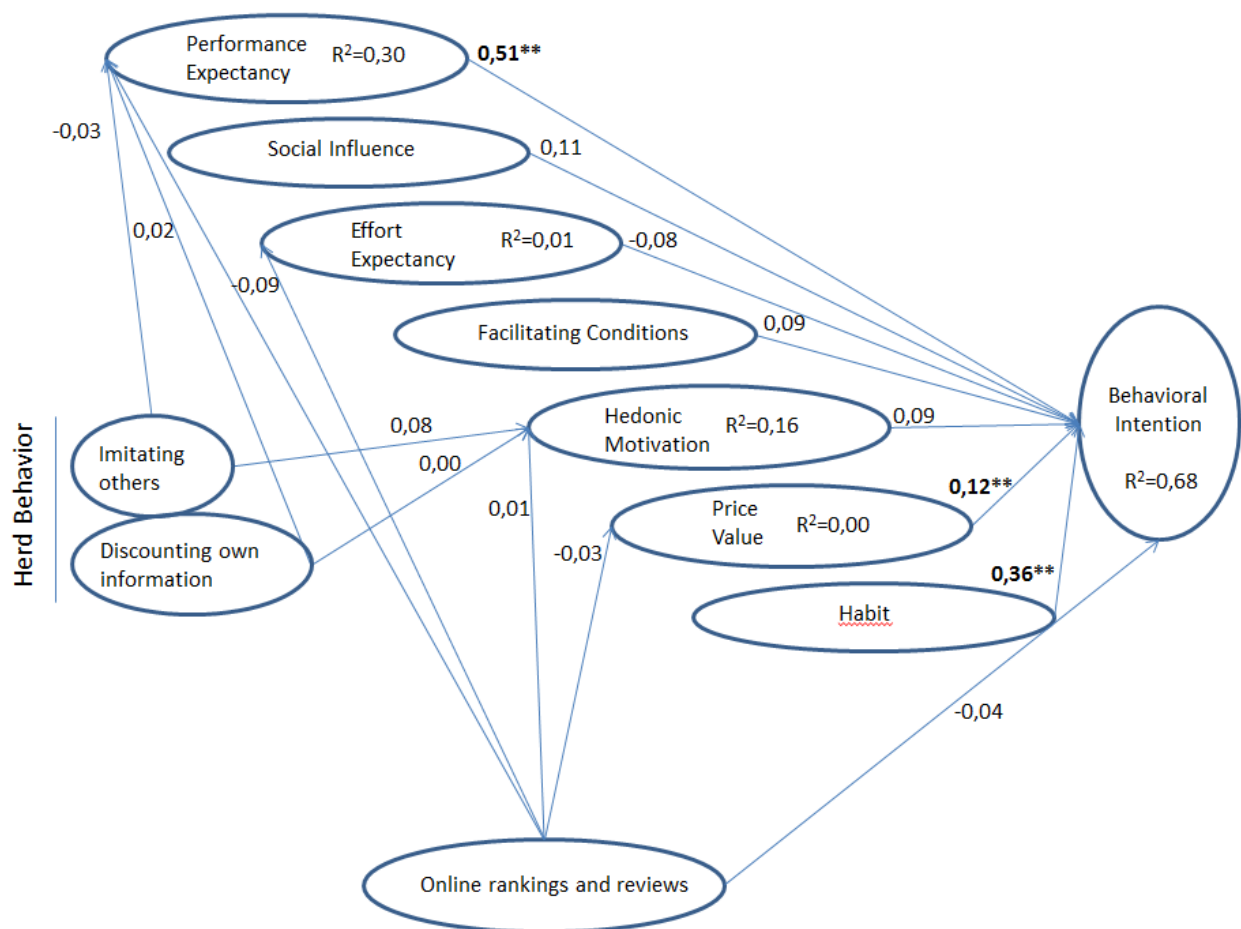 Performance
Expectancy
R²=0,30
0,51**
-0,03
Social Influence
0,11
0,02
Effort
Expectancy
R²=0,01
-0,08
-0,09
Facilitating Conditions
0,09
Behavioral
Intention
R²=0,68
Herd Behavior
Imitating
others
0,08
0,00
Hedonic
Motivation
R²=0,16
0,09
Discounting own
information
0,01
-0,03
Price
Value
R²=0,00
0,12**
0,36**
Habit
-0,04
Online rankings and reviews